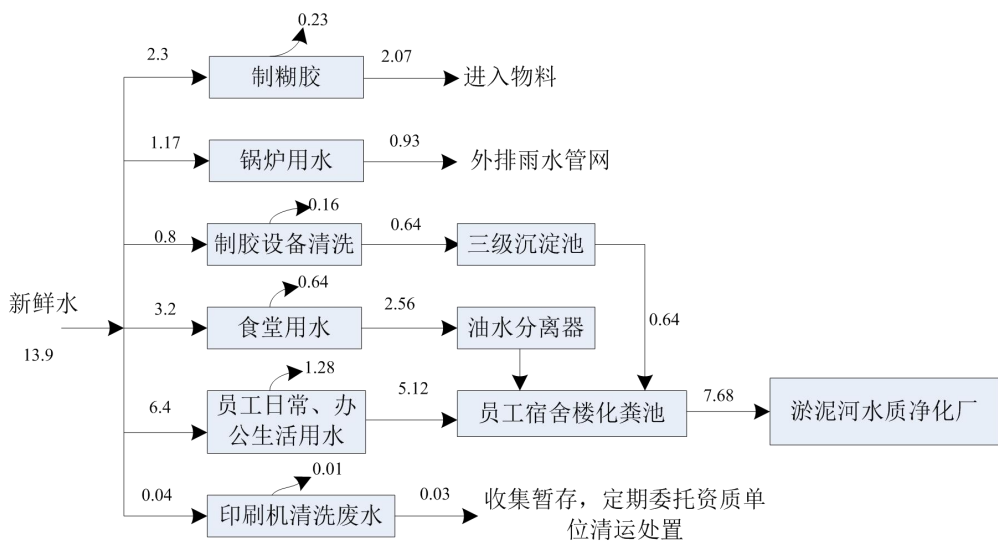 0.23
2.3
制糊胶
2.07
进入物料
1.17
锅炉用水
0.93
外排雨水管网
0.16
0.8
制胶设备清洗
0.64
三级沉淀池
新鲜水
13.9
0.64
3.2
食堂用水
2.56
油水分离器
0.64
1.28
6.4
员工日常、办
公生活用水
5.12
员工宿舍楼化粪池
7.68
淤泥河水质净化厂
0.01
0.04
印刷机清洗废水
0.03
收集暂存，定期委托资质单
位清运处置